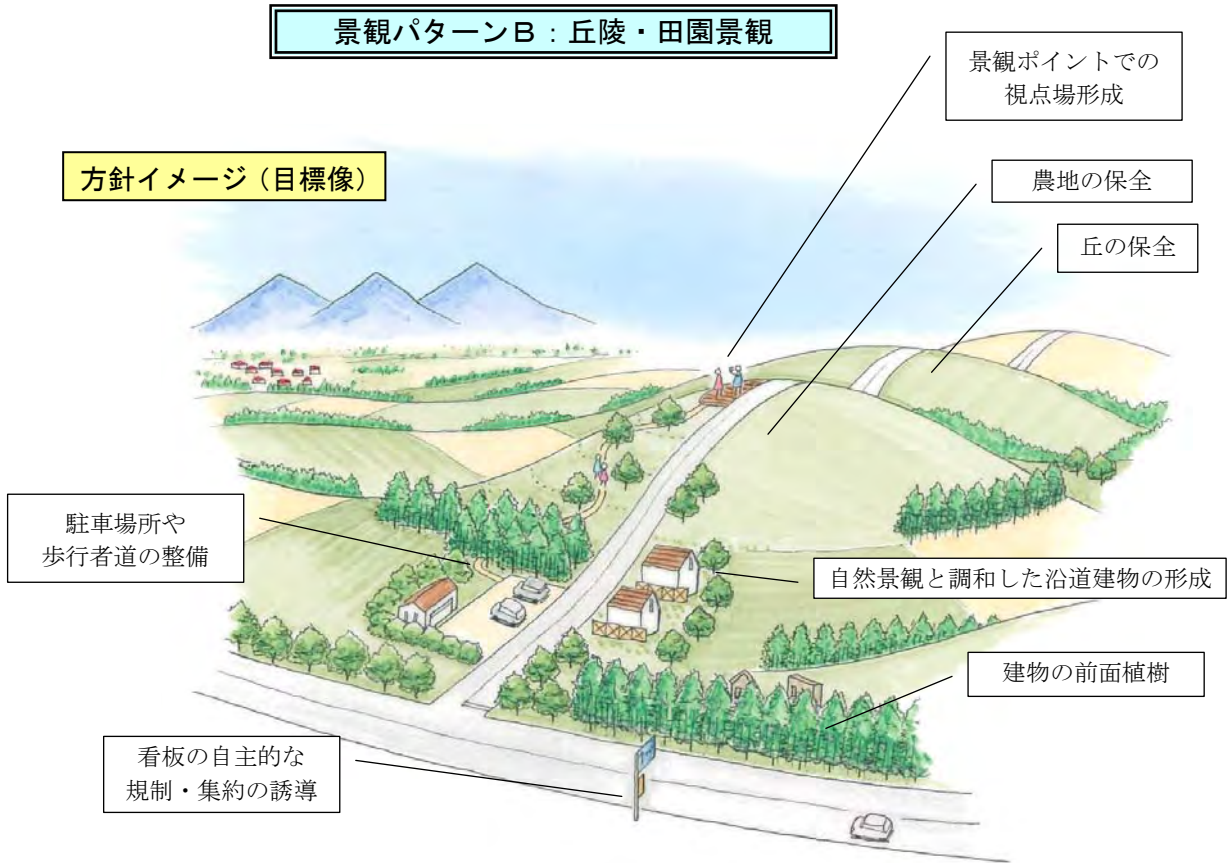 景観パターンB：丘陵・田園景観
景観ポイントでの
視点場形成
方針イメージ（目標像）
農地の保全
丘の保全
駐車場所や
歩行者道の整備
自然景観と調和した沿道建物の形成
建物の前面植樹
看板の自主的な
規制・集約の誘導